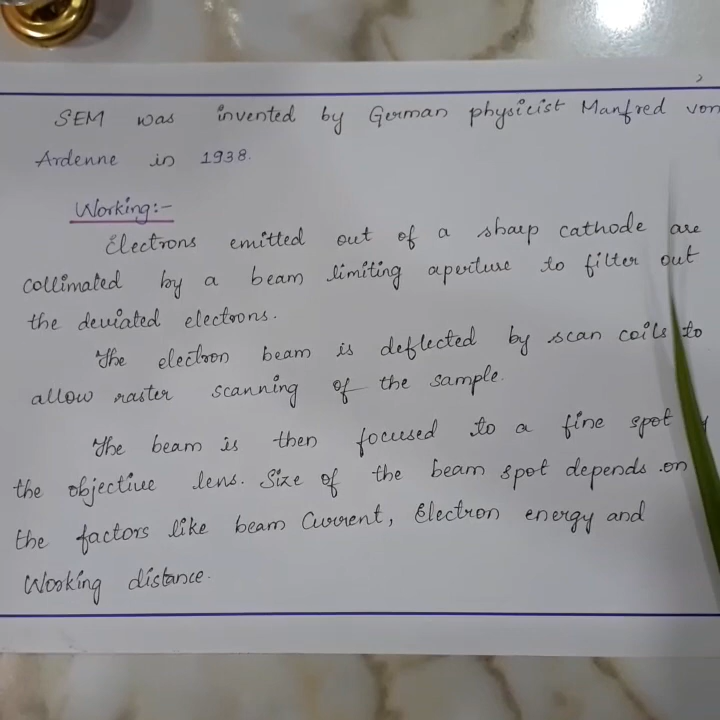 SEM was invented by German physicist Manfred von
Ardenne in 1938.
Working:-
Electrons emitted out of a sharp cathode are
collimated by a beam limiting aperture to filter out
the deviated electrons.
The electron beam is deflected by scan coils to
allow raster scanning of the sample.
The beam is then focused to a fine spot
the objective lens. Size of the beam spot depends on
the factors like beam Current, Electron energy and
Working distance.